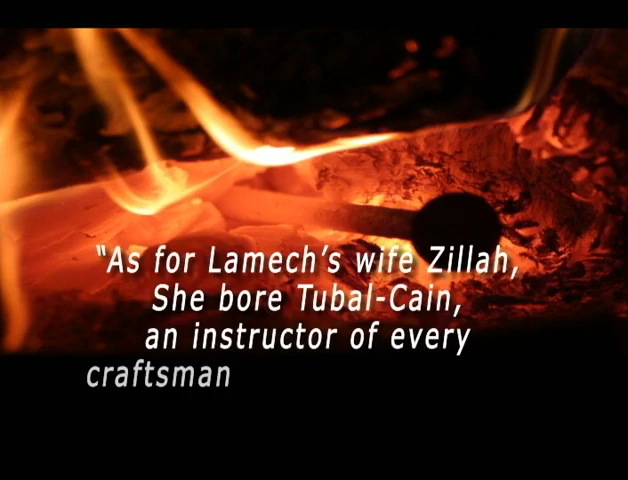 “As for Lamech’s wife Zillah,
She bore Tubal-Cain,
an instructor of every
craftsman